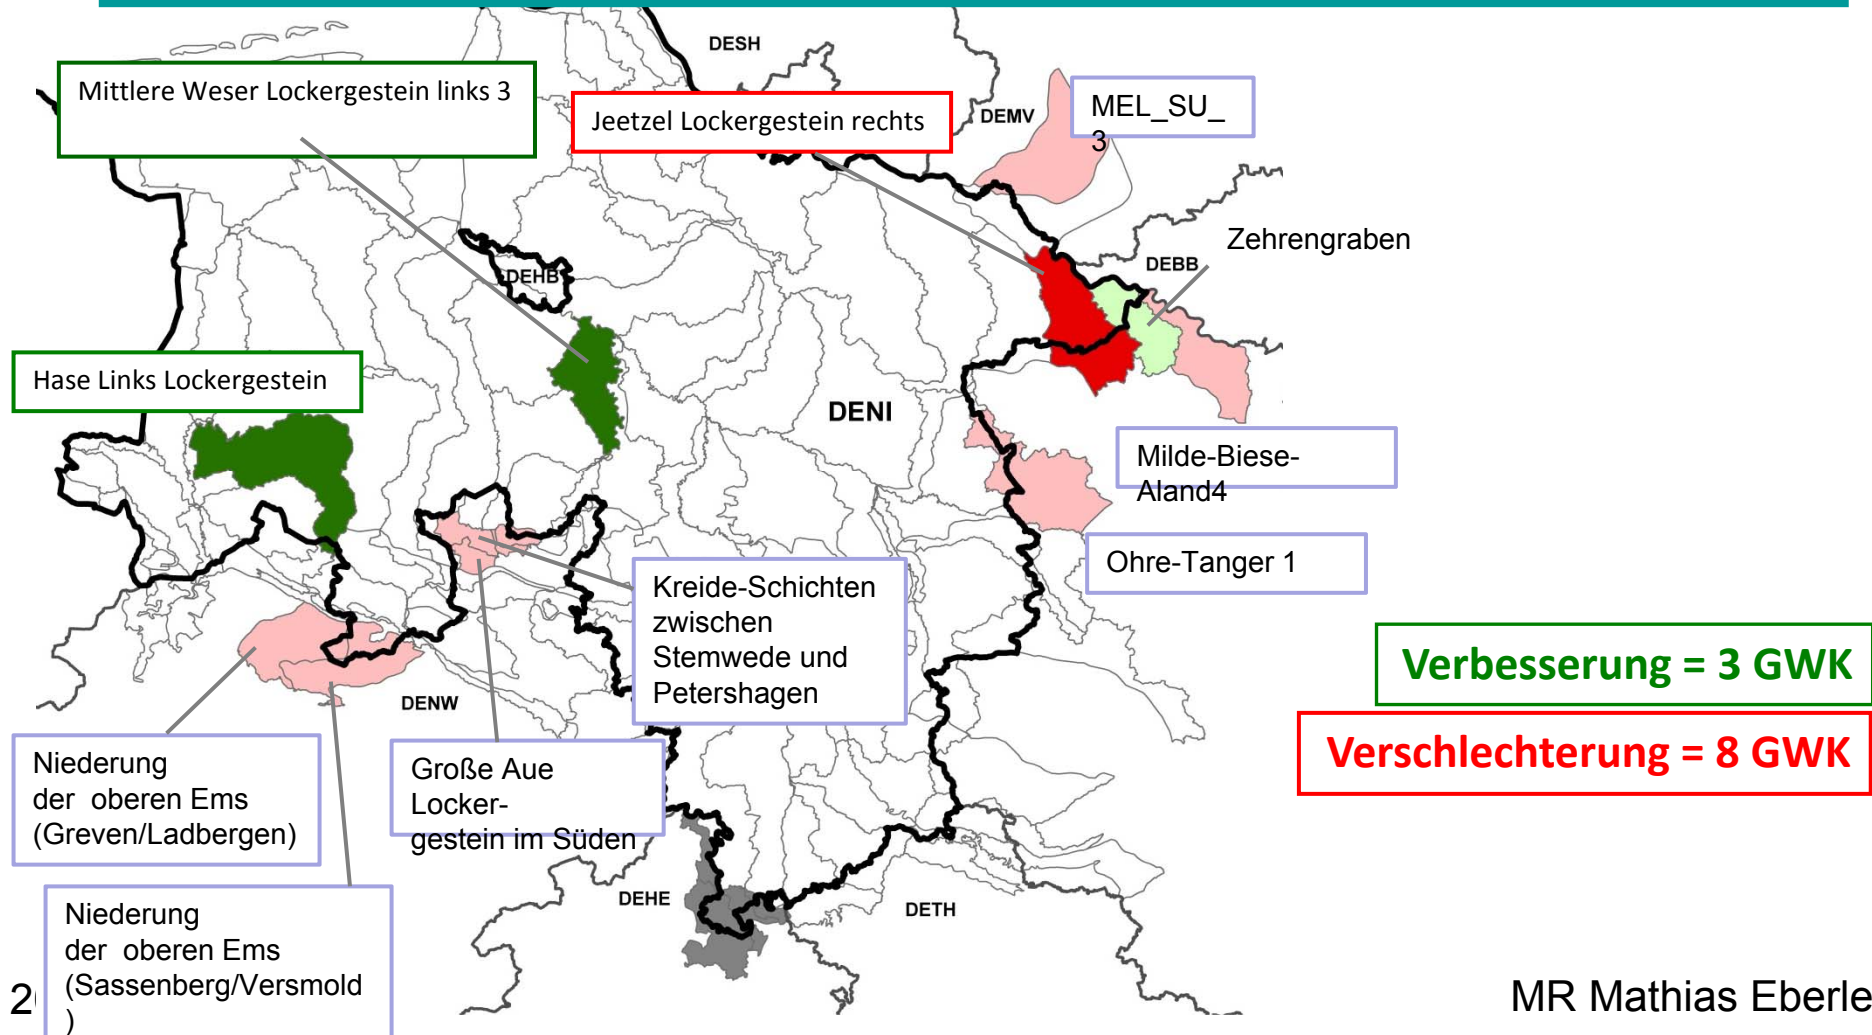 DESH
Mittlere Weser Lockergestein links 3
Jeetzel Lockergestein rechts
DEMV
MEL_SU_
3
Zehrengraben
DEBB
DEHB
Hase Links Lockergestein
DENI
Milde-Biese-
Aland4
Ohre-Tanger 1
Kreide-Schichten
zwischen
Stemwede und
Petershagen
Verbesserung = 3 GWK
Verschlechterung = 8 GWK
DENW
Niederung
der oberen Ems
(Greven/Ladbergen)
Große Aue
Locker-
gestein im Süden
DEHE
DETH
Niederung
der oberen Ems
(Sassenberg/Versmold
)
MR Mathias Eberle